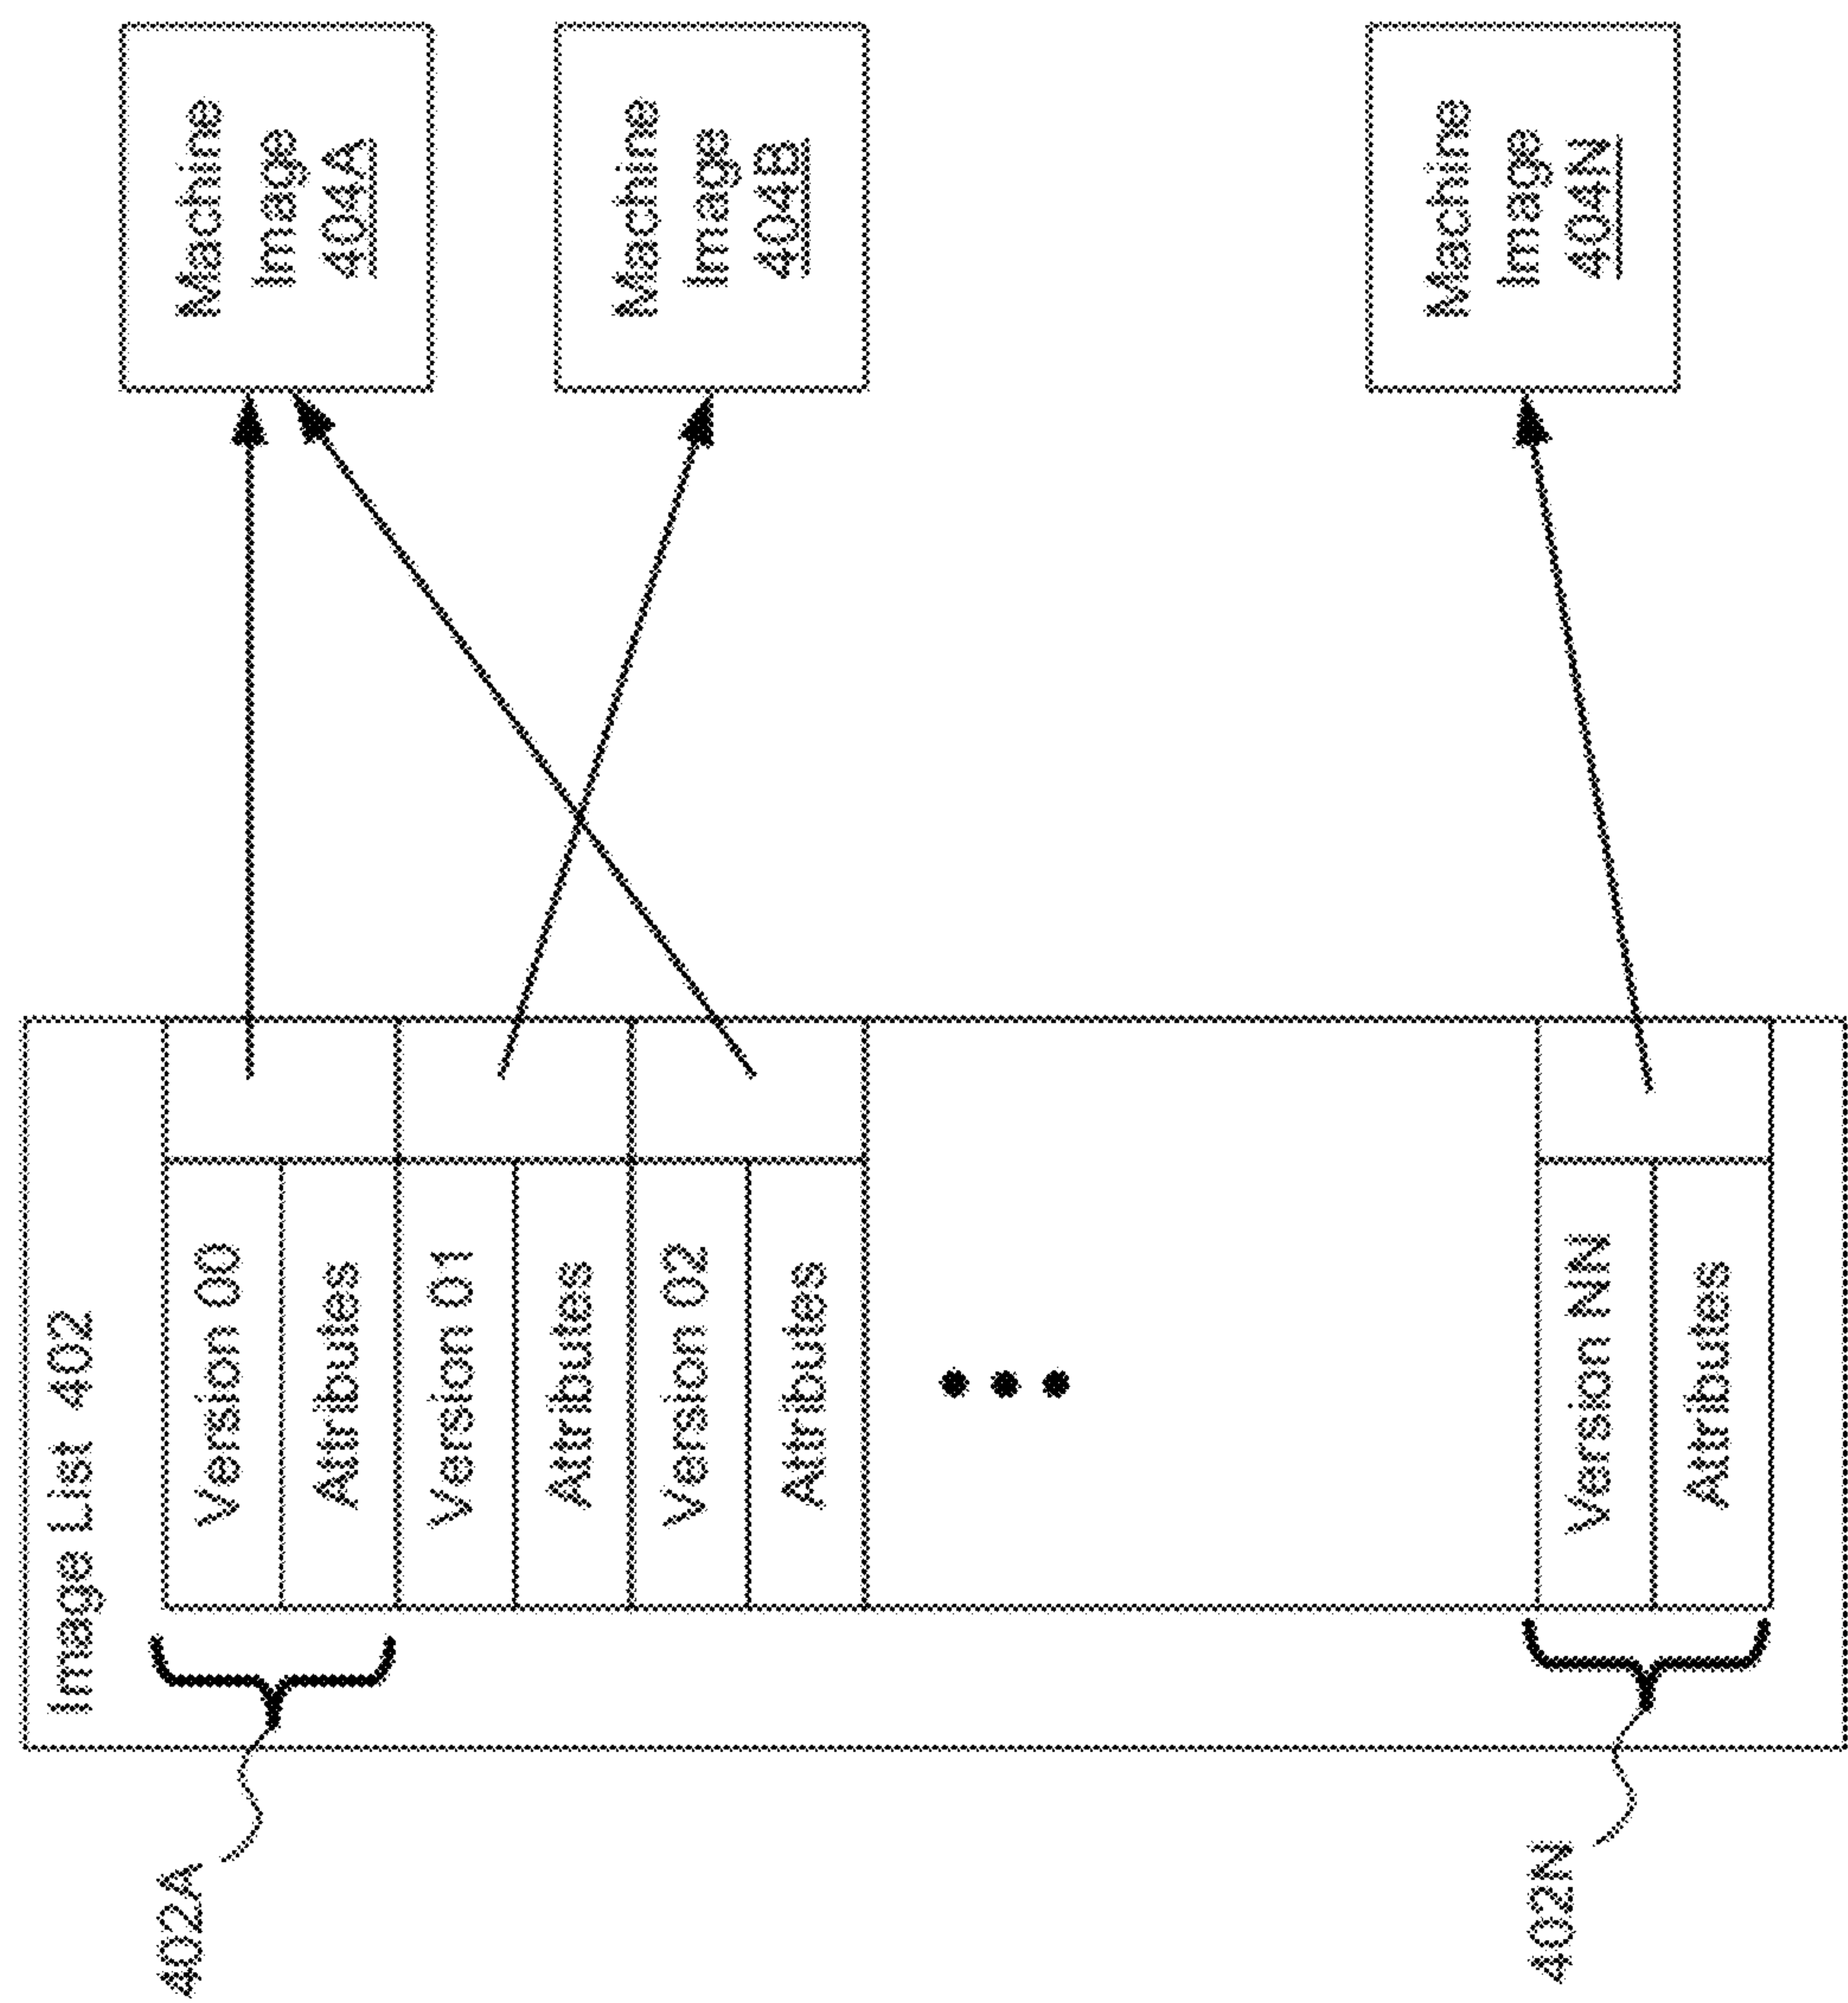 Image List 402
402A
Version 00
Attributes
Version 01
Attributes
Version 02
Attributes
402N
Version NN
Attributes
Machine
Image
404A
Machine
Image
404B
Machine
Image
404N